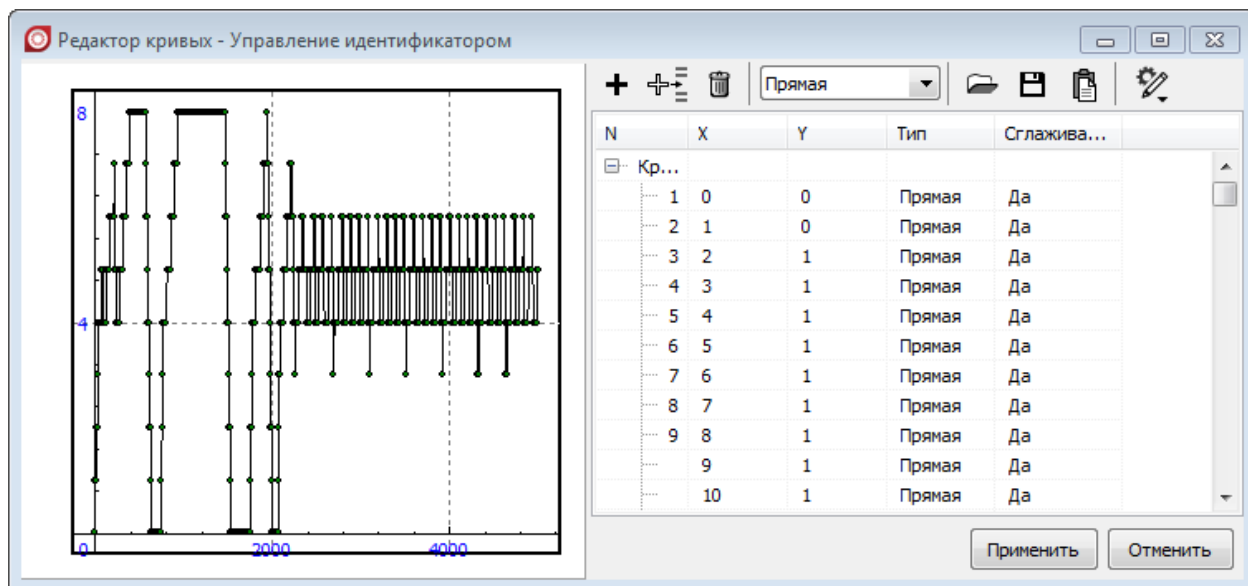 Редактор кривых - Управление идентификатором
8
4
0 2000 4000
Прямая
N X Y Тип Сглажива...
Кр...
1 0 0 Прямая Да
2 1 0 Прямая Да
3 2 1 Прямая Да
4 3 1 Прямая Да
5 4 1 Прямая Да
6 5 1 Прямая Да
7 6 1 Прямая Да
8 7 1 Прямая Да
9 8 1 Прямая Да
9 1 Прямая Да
10 1 Прямая Да
Применить Отменить